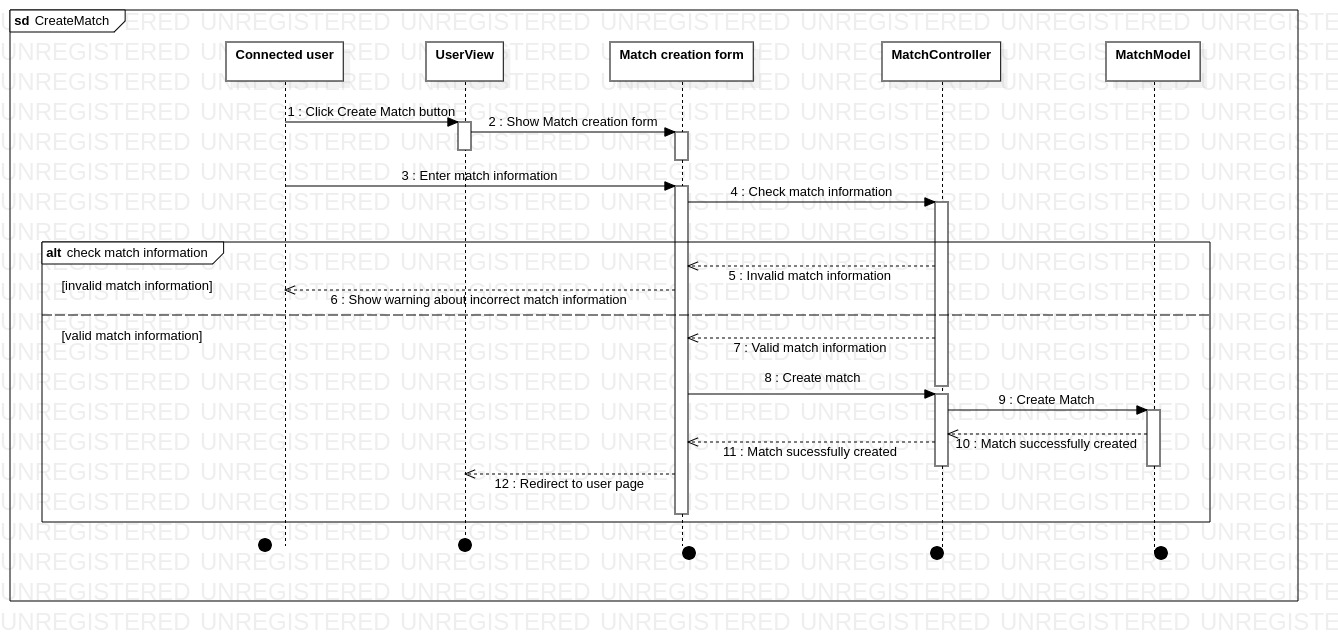 sd CreateMatch
Connected user
UserView
Match creation form
MatchController
MatchModel
1 : Click Create Match button
2 : Show Match creation form
3 : Enter match information
4 : Check match information
alt check match information
5 : Invalid match information
[invalid match information]
6 : Show warning about incorrect match information
[valid match information]
7 : Valid match information
8 : Create match
9 : Create Match
10 : Match successfully created
11 : Match sucessfully created
12 : Redirect to user page
UNREGISTERED UNREGISTERED UNREGISTERED UNREGISTERED UNREGISTERED UNREGISTERED UNREGISTERED